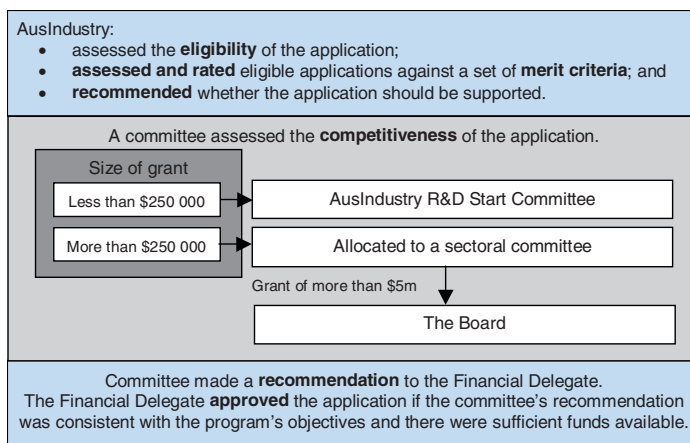 AusIndustry:
• assessed the eligibility of the application;
• assessed and rated eligible applications against a set of merit criteria; and
• recommended whether the application should be supported.
A committee assessed the competitiveness of the application.
Size of grant
Less than $250 000
AusIndustry R&D Start Committee
More than $250 000
Allocated to a sectoral committee
Grant of more than $5m
The Board
Committee made a recommendation to the Financial Delegate.
The Financial Delegate approved the application if the committee's recommendation
was consistent with the program's objectives and there were sufficient funds available.